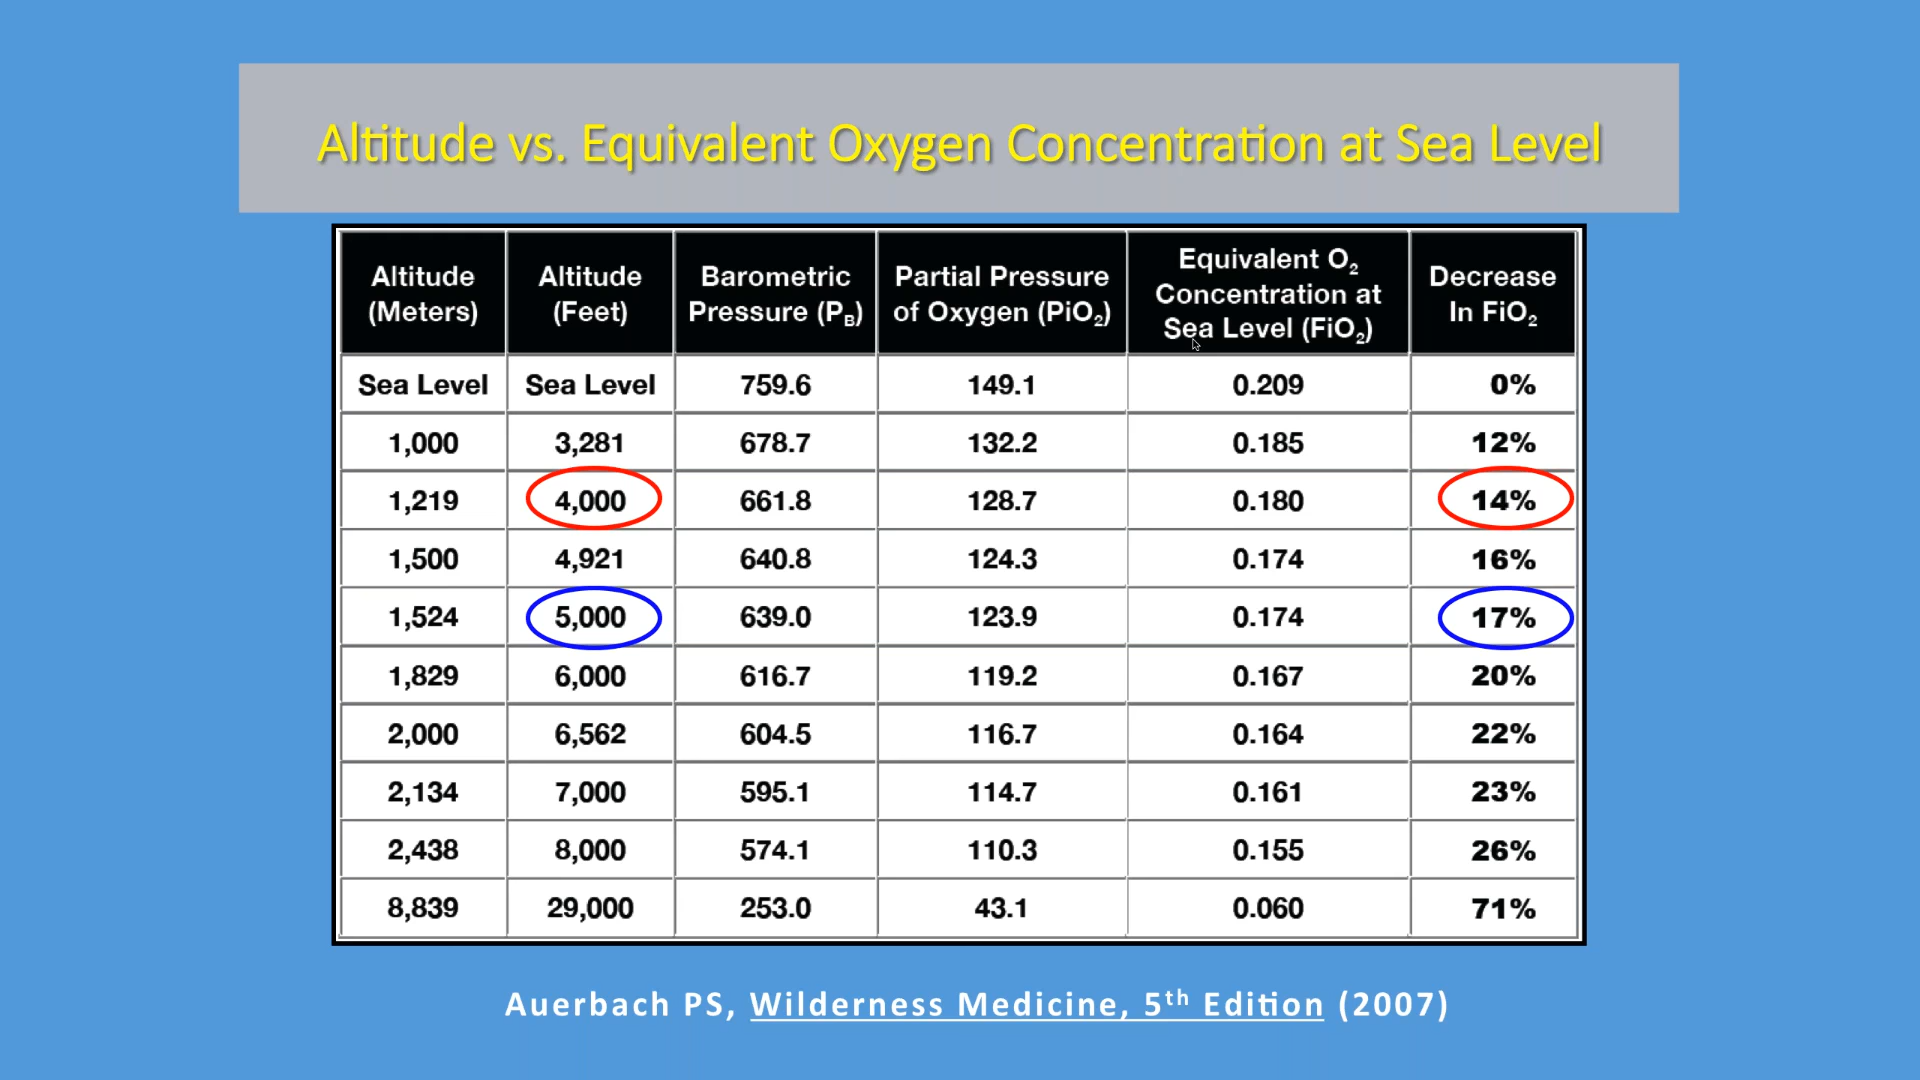 Altitude vs. Equivalent Oxygen Concentration at Sea Level
Altitude (Meters) Altitude (Feet) Barometric Pressure (PB) Partial Pressure of Oxygen (PiO2) Equivalent O2 Concentration at Sea Level (FiO2) Decrease In FiO2
Sea Level Sea Level 759.6 149.1 0.209 0%
1,000 3,281 678.7 132.2 0.185 12%
1,219 4,000 661.8 128.7 0.180 14%
1,500 4,921 640.8 124.3 0.174 16%
1,524 5,000 639.0 123.9 0.174 17%
1,829 6,000 616.7 119.2 0.167 20%
2,000 6,562 604.5 116.7 0.164 22%
2,134 7,000 595.1 114.7 0.161 23%
2,438 8,000 574.1 110.3 0.155 26%
8,839 29,000 253.0 43.1 0.060 71%
Auerbach PS, Wilderness Medicine, 5th Edition (2007)